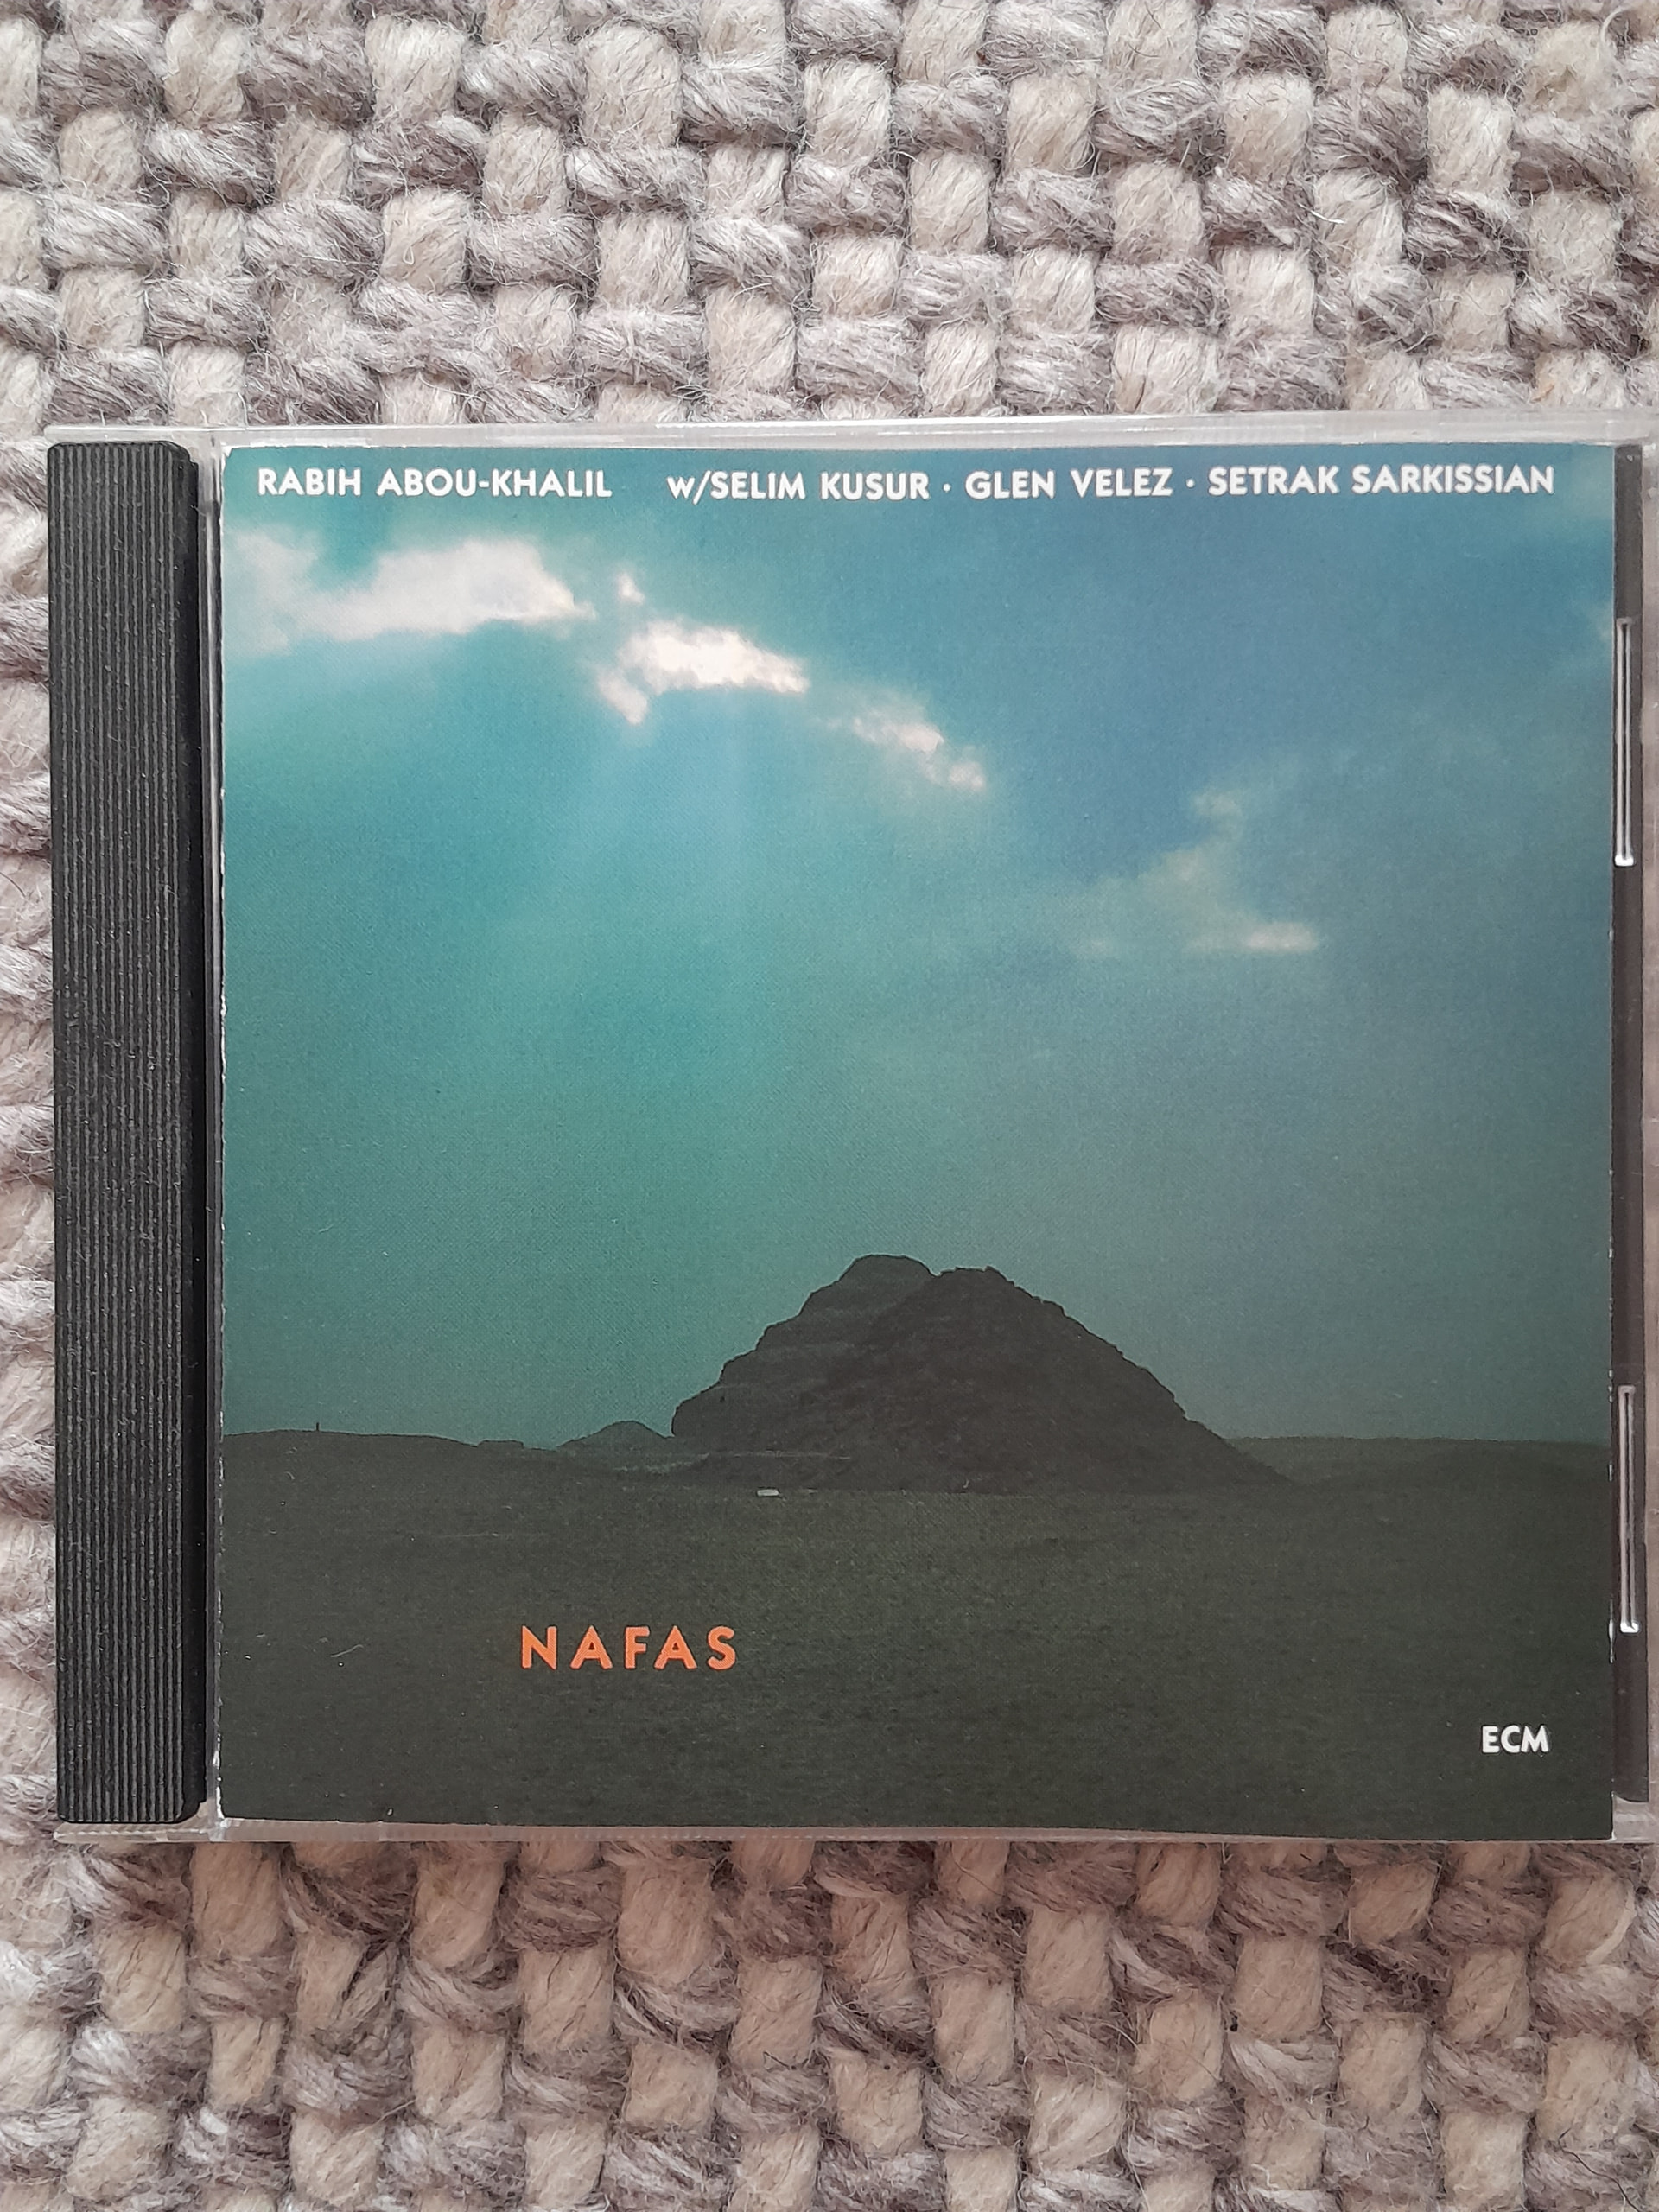 RABIH ABOU-KHALIL w/SELIM KUSUR · GLEN VELEZ · SETRAK SARKISSIAN
NAFAS
ECM